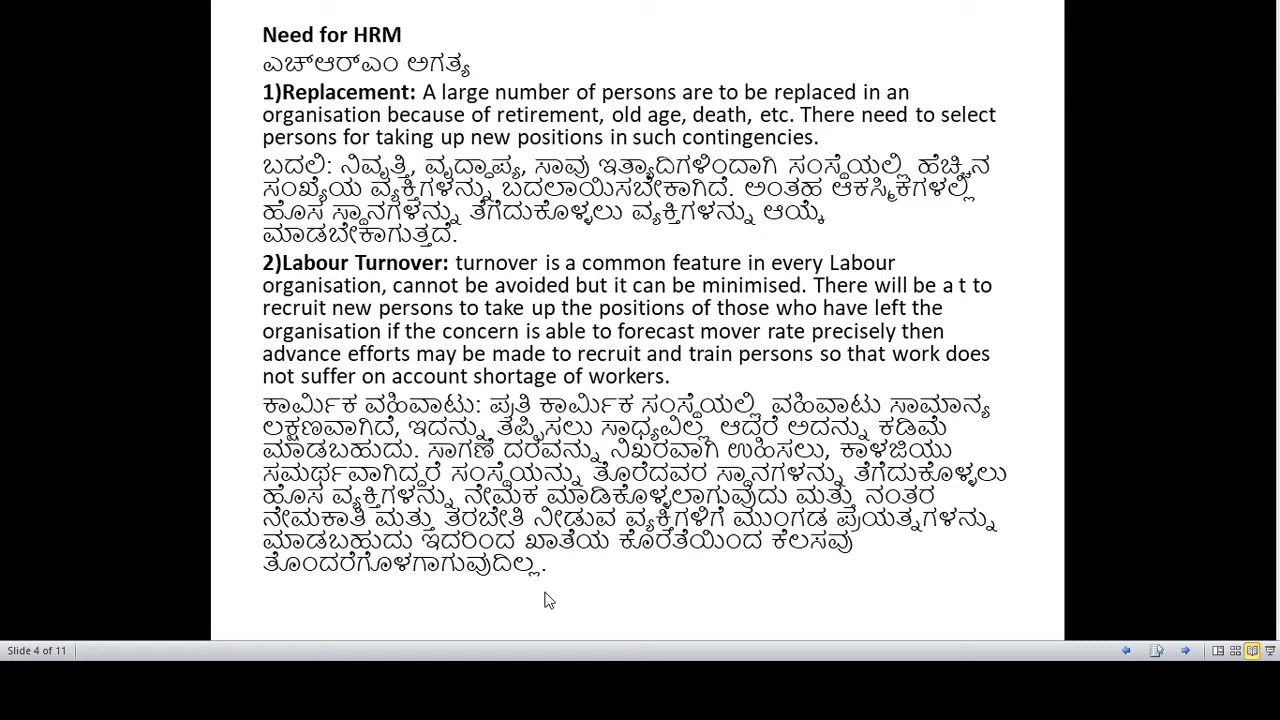 Need for HRM
ಎಚ್ಆರ್ಎಂ ಅಗತ್ಯ
1)Replacement: A large number of persons are to be replaced in an
organisation because of retirement, old age, death, etc. There need to select
persons for taking up new positions in such contingencies.
ಬದಲಿ: ನಿವೃತ್ತಿ, ವೃದ್ಧಾಪ್ಯ, ಸಾವು ಇತ್ಯಾದಿಗಳಿಂದಾಗಿ ಸಂಸ್ಥೆಯಲ್ಲಿ ಹೆಚ್ಚಿನ
ಸಂಖ್ಯೆಯ ವ್ಯಕ್ತಿಗಳನ್ನು ಬದಲಾಯಿಸಬೇಕಾಗಿದೆ. ಅಂತಹ ಆಕಸ್ಮಿಕಗಳಲ್ಲಿ
ಹೊಸ ಸ್ಥಾನಗಳನ್ನು ತೆಗೆದುಕೊಳ್ಳಲು ವ್ಯಕ್ತಿಗಳನ್ನು ಆಯ್ಕೆ
ಮಾಡಬೇಕಾಗುತ್ತದೆ.
2)Labour Turnover: turnover is a common feature in every Labour
organisation, cannot be avoided but it can be minimised. There will be a t to
recruit new persons to take up the positions of those who have left the
organisation if the concern is able to forecast mover rate precisely then
advance efforts may be made to recruit and train persons so that work does
not suffer on account shortage of workers.
ಕಾರ್ಮಿಕ ವಹಿವಾಟು: ಪ್ರತಿ ಕಾರ್ಮಿಕ ಸಂಸ್ಥೆಯಲ್ಲಿ ವಹಿವಾಟು ಸಾಮಾನ್ಯ
ಲಕ್ಷಣವಾಗಿದೆ, ಇದನ್ನು ತಪ್ಪಿಸಲು ಸಾಧ್ಯವಿಲ್ಲ ಆದರೆ ಅದನ್ನು ಕಡಿಮೆ
ಮಾಡಬಹುದು. ಸಾಗಣೆ ದರವನ್ನು ನಿಖರವಾಗಿ ಊಹಿಸಲು, ಕಾಳಜಿಯು
ಸಮರ್ಥವಾಗಿದ್ದರೆ ಸಂಸ್ಥೆಯನ್ನು ತೊರೆದವರ ಸ್ಥಾನಗಳನ್ನು ತೆಗೆದುಕೊಳ್ಳಲು
ಹೊಸ ವ್ಯಕ್ತಿಗಳನ್ನು ನೇಮಕ ಮಾಡಿಕೊಳ್ಳಲಾಗುವುದು ಮತ್ತು ನಂತರ
ನೇಮಕಾತಿ ಮತ್ತು ತರಬೇತಿ ನೀಡುವ ವ್ಯಕ್ತಿಗಳಿಗೆ ಮುಂಗಡ ಪ್ರಯತ್ನಗಳನ್ನು
ಮಾಡಬಹುದು ಇದರಿಂದ ಖಾತೆಯ ಕೊರತೆಯಿಂದ ಕೆಲಸವು
ತೊಂದರೆಗೊಳಗಾಗುವುದಿಲ್ಲ.
Slide 4 of 11